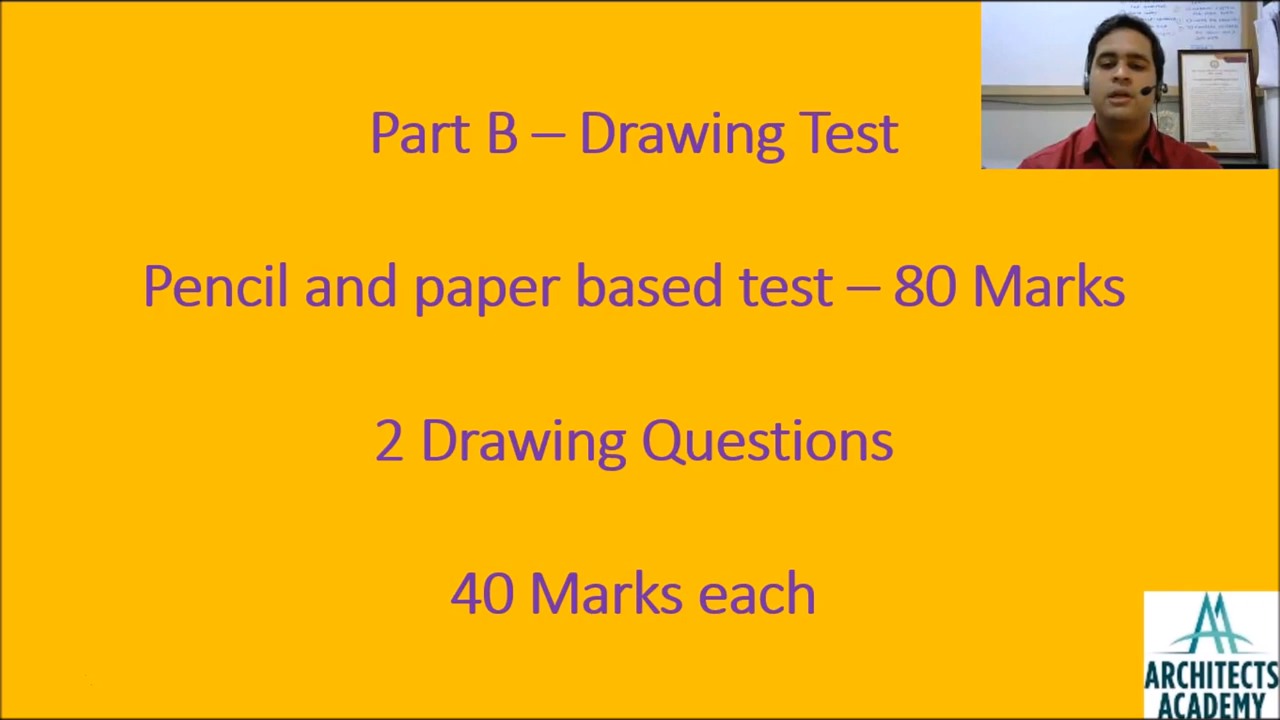 Part B – Drawing Test
Pencil and paper based test – 80 Marks
2 Drawing Questions
40 Marks each
ARCHITECTS
ACADEMY